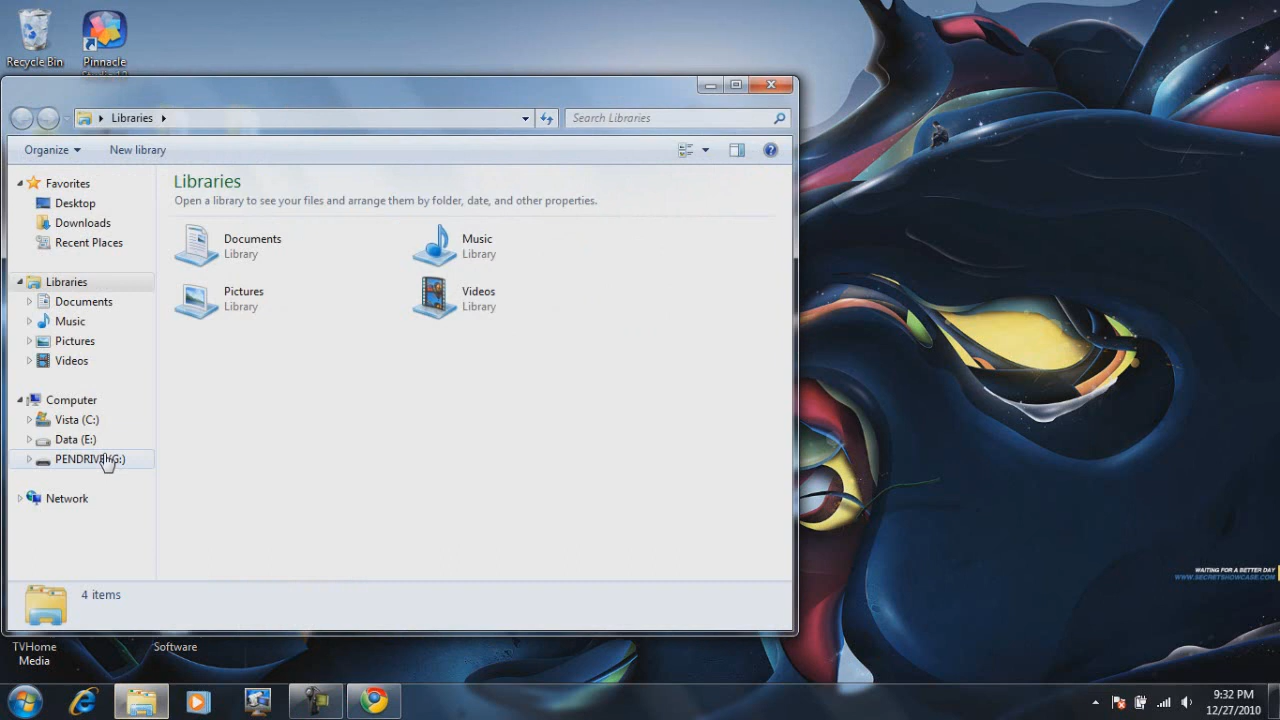 Recycle Bin
Pinnacle
Libraries
Search Libraries
Organize
New library
Favorites
Desktop
Downloads
Recent Places
Libraries
Documents
Music
Pictures
Videos
Computer
Vista (C:)
Data (E:)
PENDRIVE (G:)
Network
Libraries
Open a library to see your files and arrange them by folder, date, and other properties.
Documents
Library
Music
Library
Pictures
Library
Videos
Library
4 items
TVHome
Media
Software
WAITING FOR A BETTER DAY
WWW.SECRETSHOWCASE.COM
9:32 PM
12/27/2010